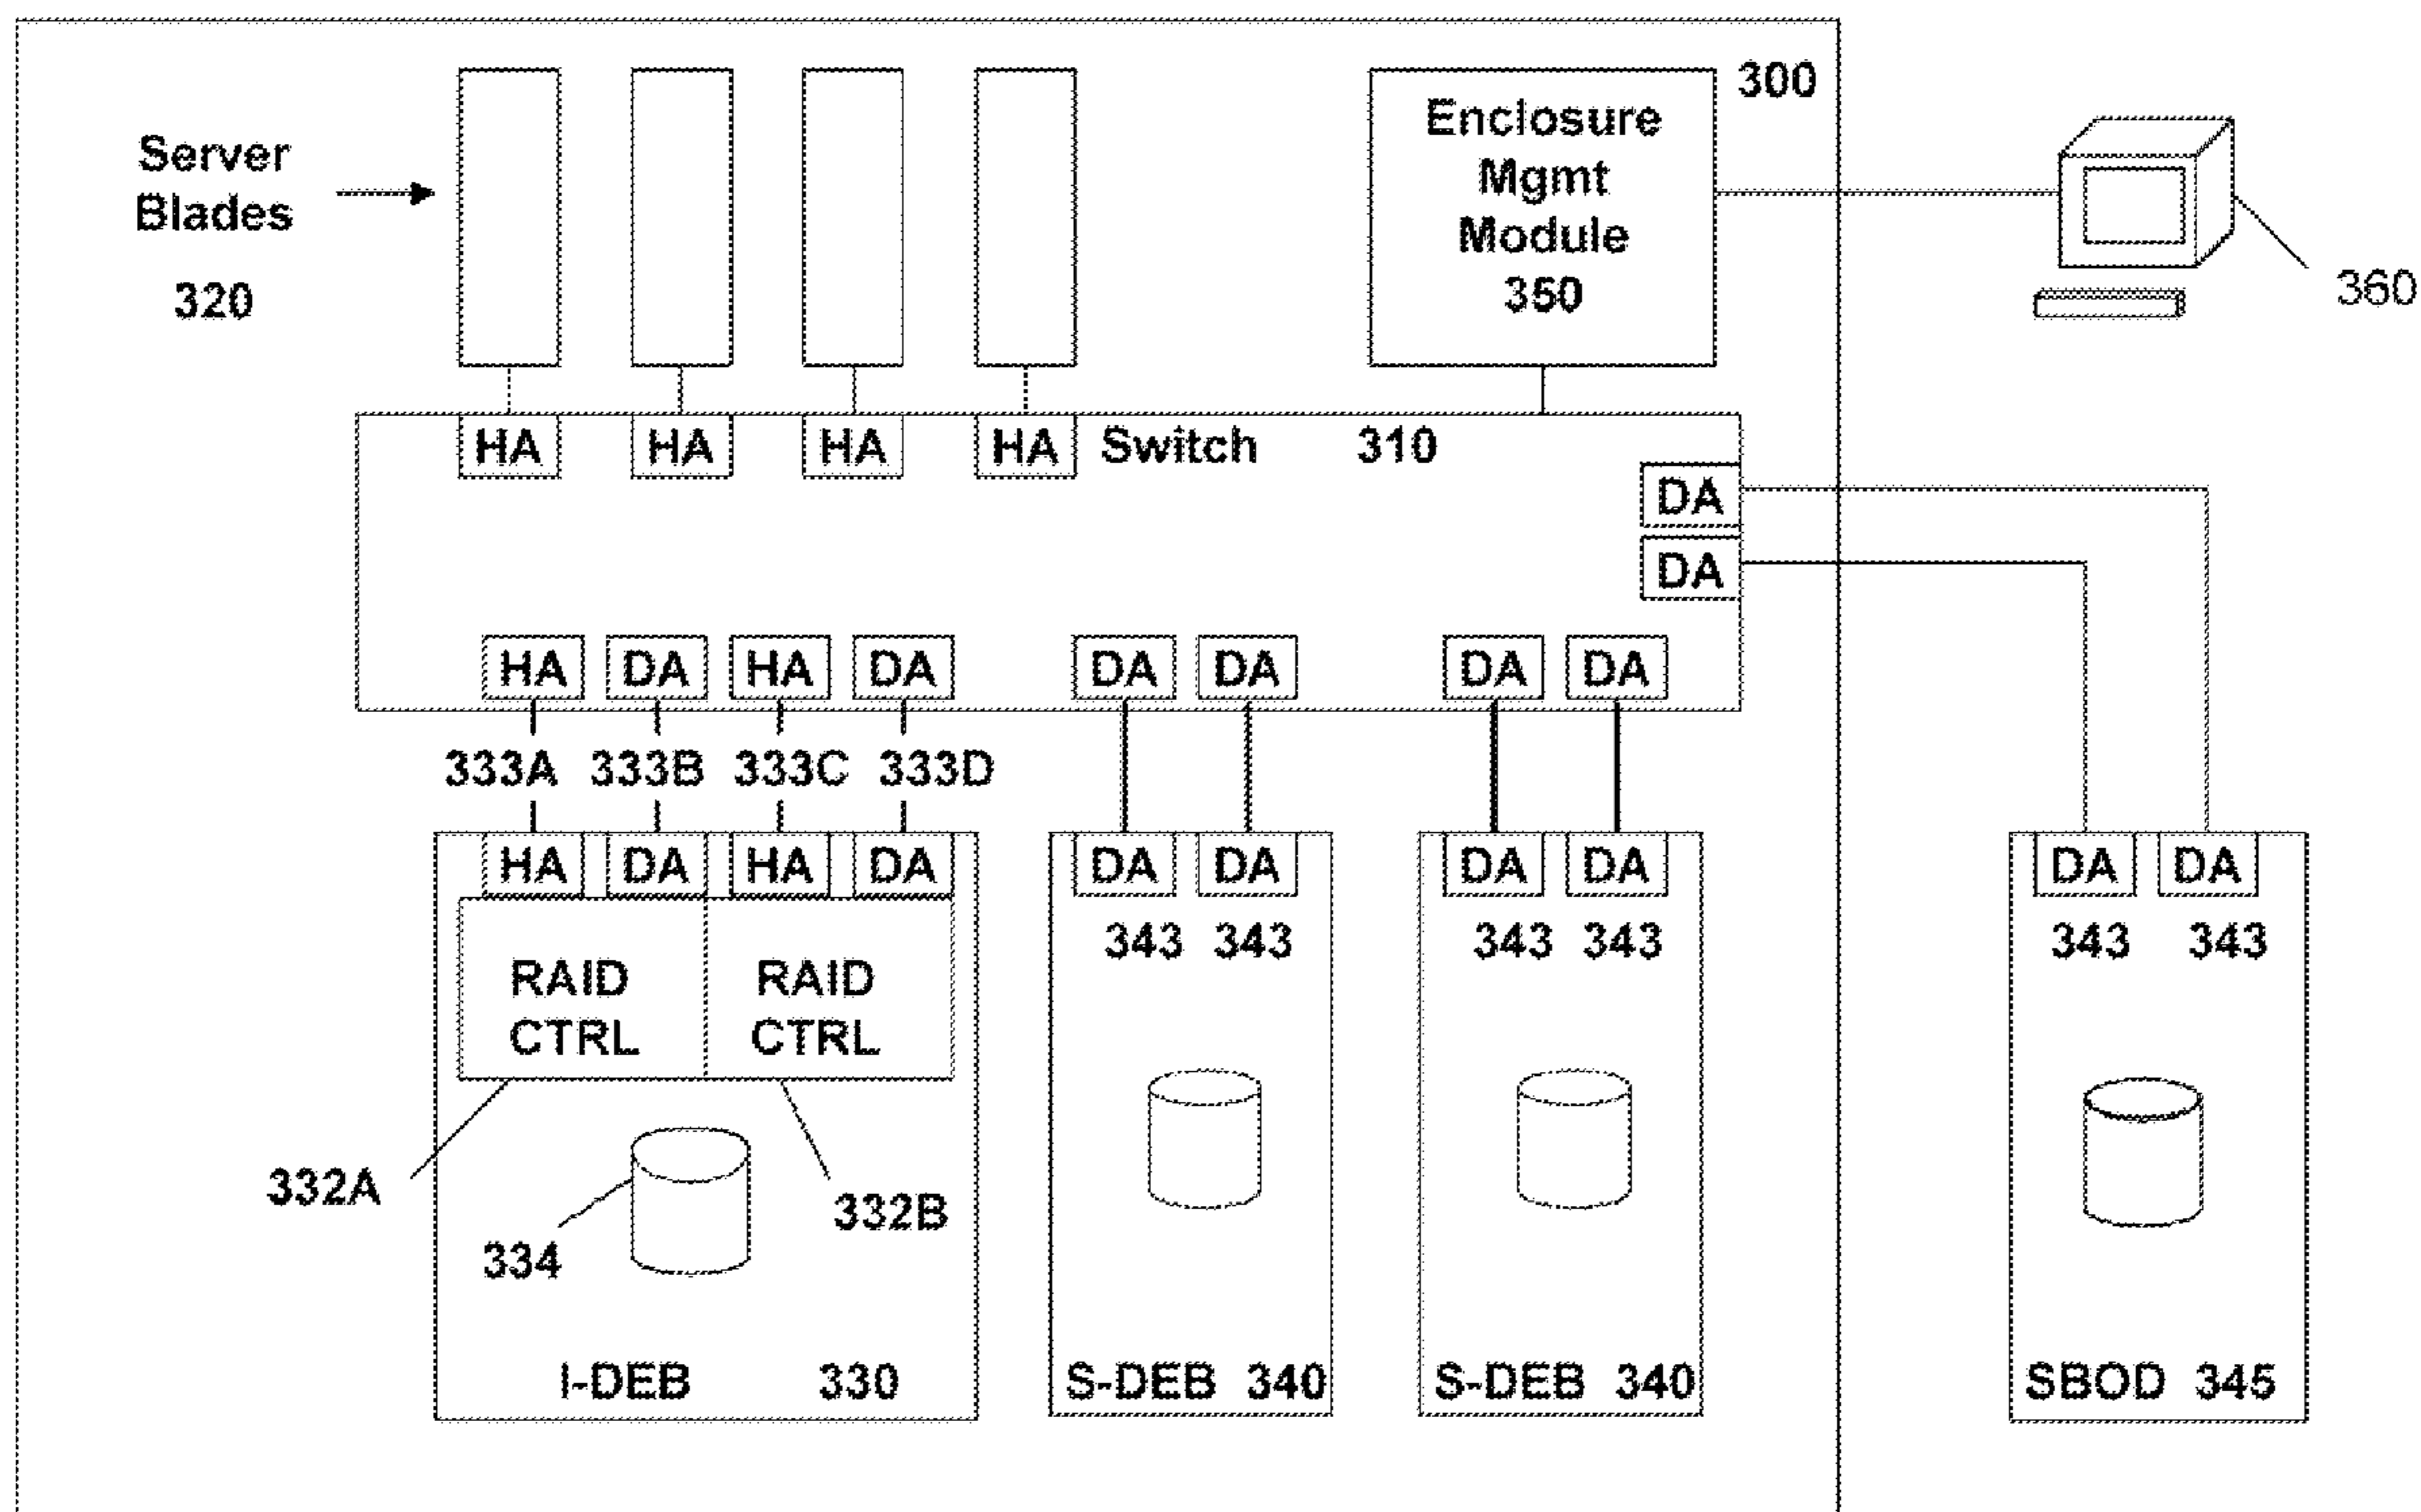 300
Server
Blades
320
Enclosure
Mgmt
Module
350
360
HA HA HA HA Switch 310
DA
DA
HA DA HA DA DA DA DA DA
333A 333B 333C 333D
HA DA HA DA DA DA DA DA DA DA
343 343 343 343 343 343
RAID
CTRL
RAID
CTRL
332A
332B
334
I-DEB 330
S-DEB 340
S-DEB 340
SBOD 345